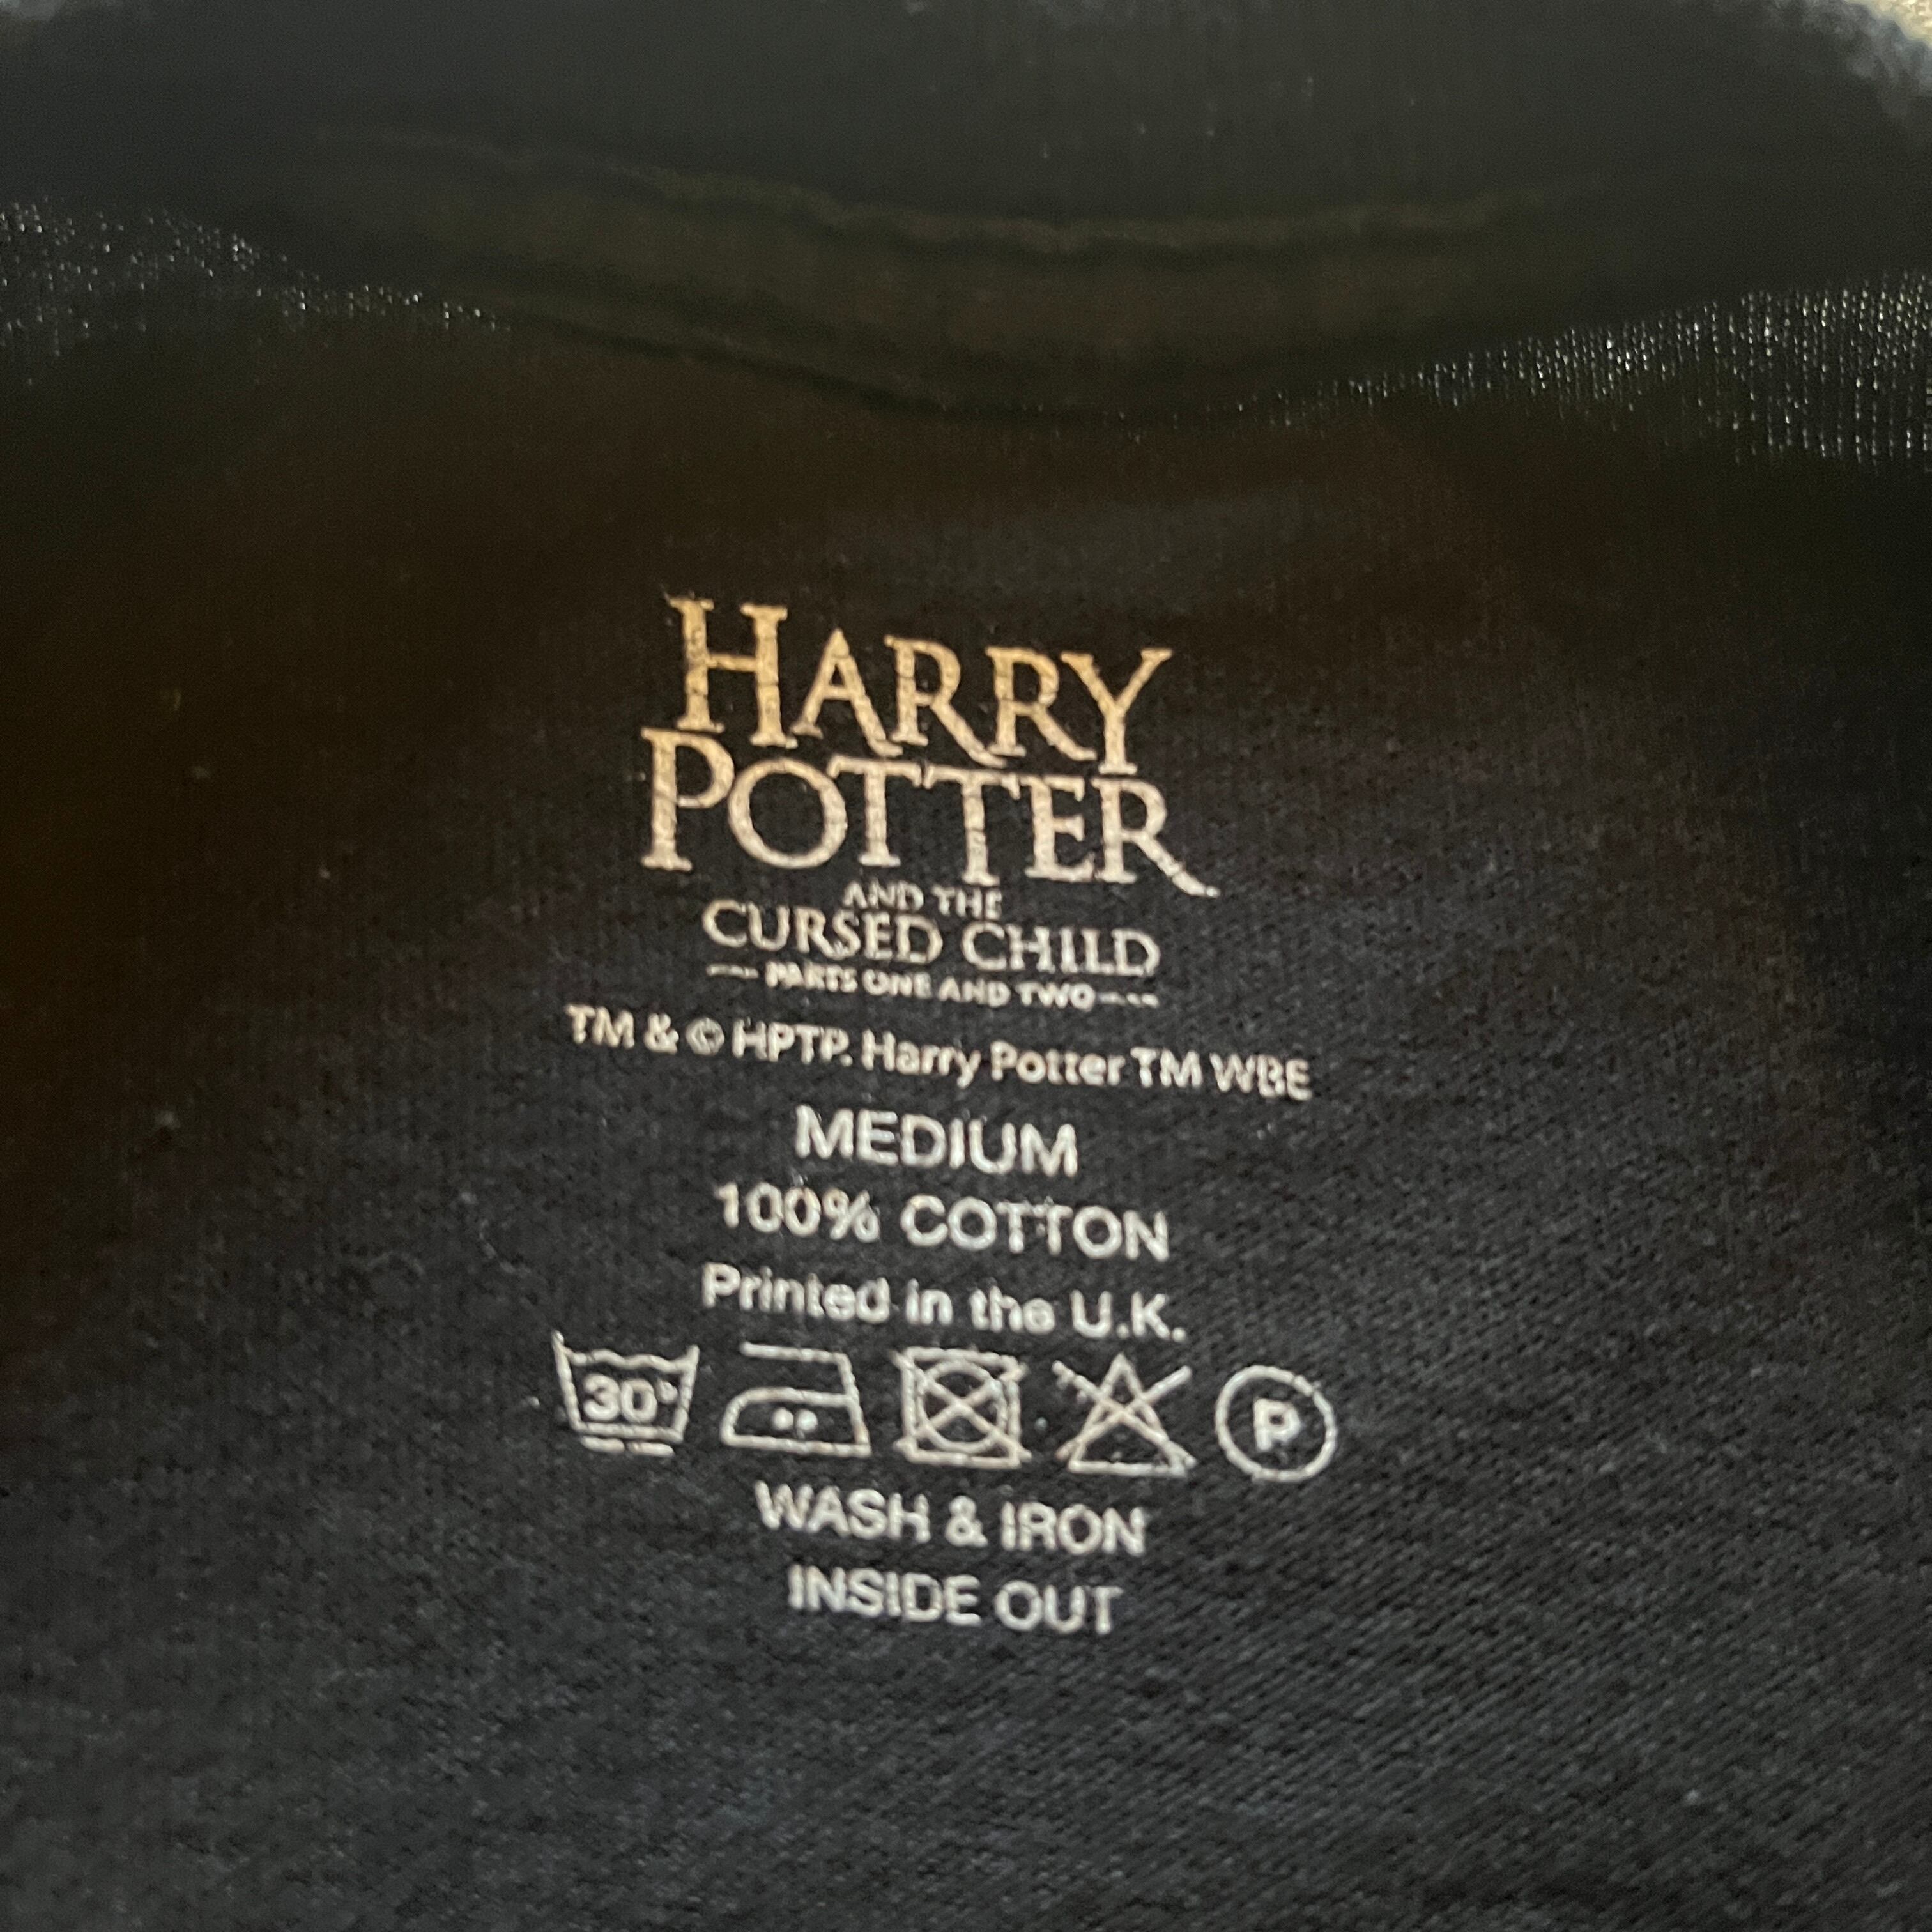 HARRY
POTTER
AND THE
CURSED CHILD
PARTS ONE AND TWO
TM & © HPTP. Harry Potter TM WBE
MEDIUM
100% COTTON
Printed in the U.K.
30°
P
WASH & IRON
INSIDE OUT